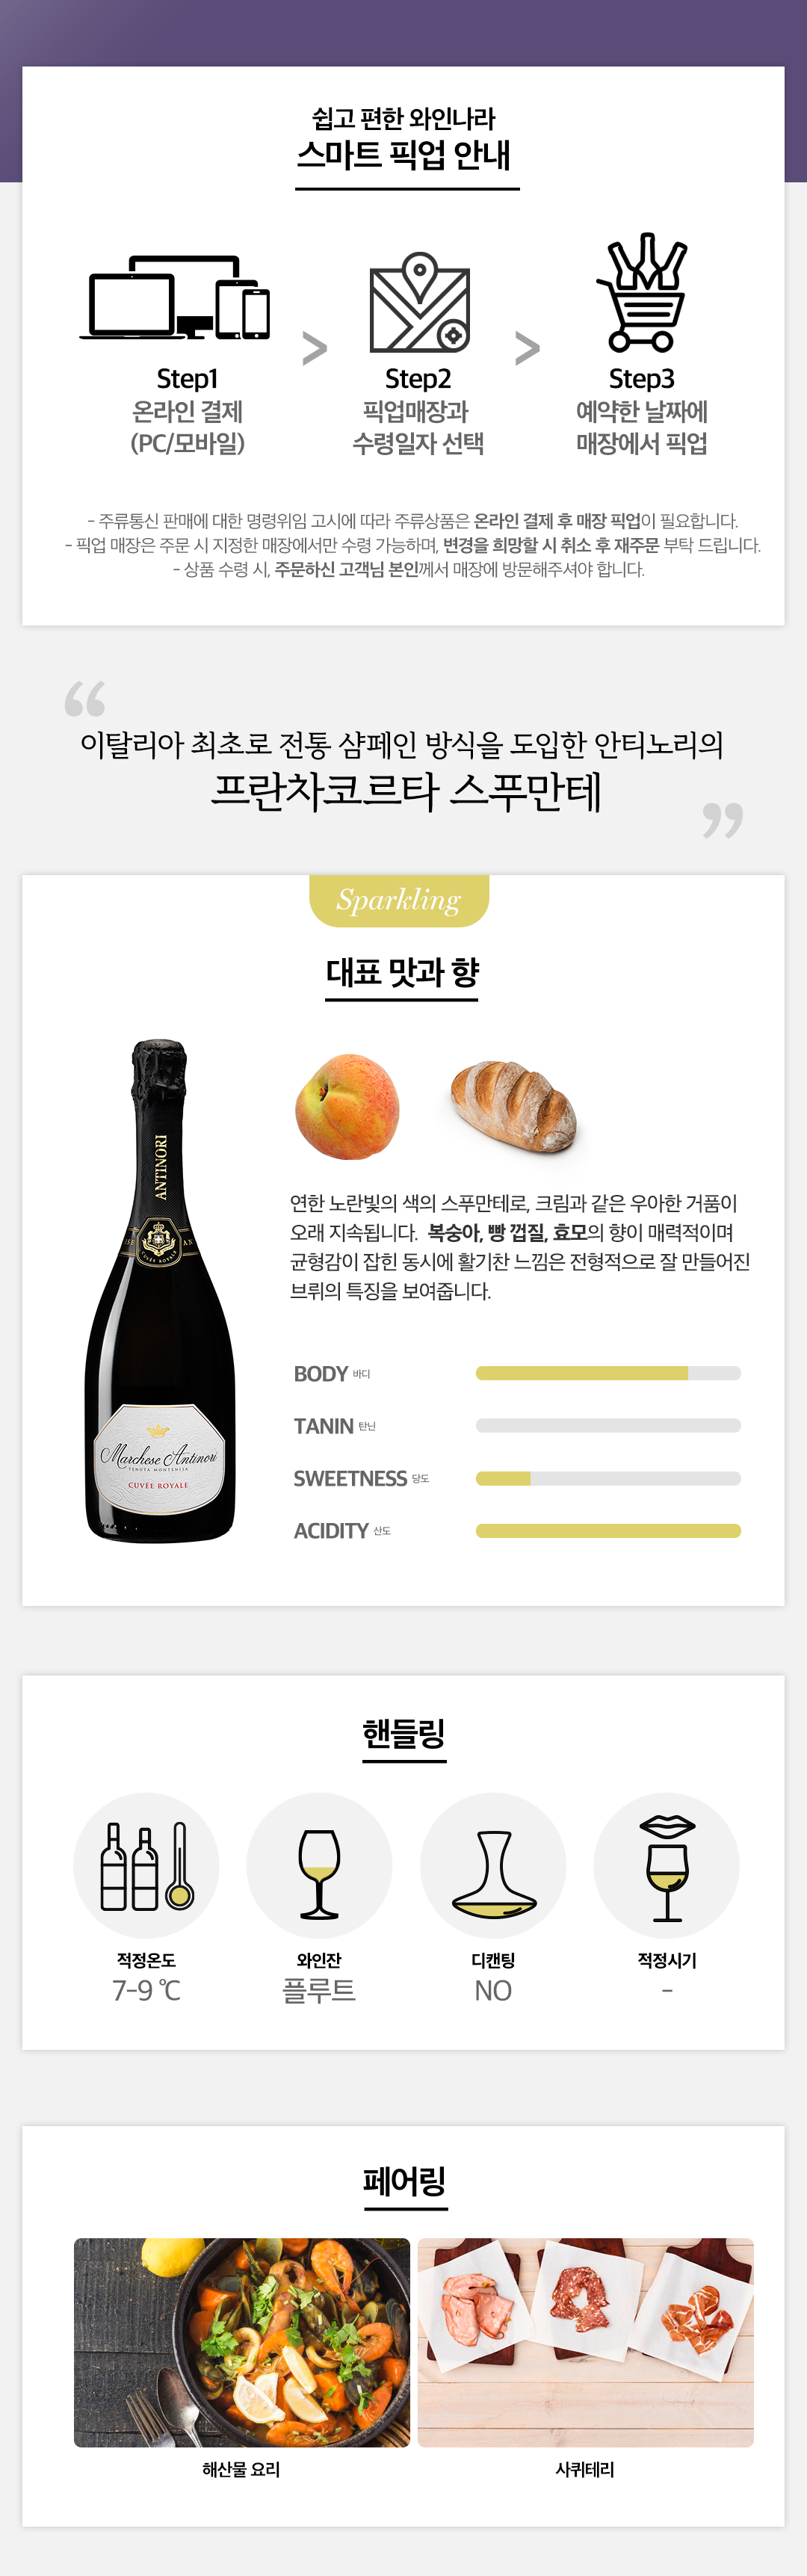 쉽고 편한 와인나라
스마트 픽업 안내
>
>
Step1
온라인 결제
(PC/모바일)
Step2
픽업매장과
수령일자 선택
Step3
예약한 날짜에
매장에서 픽업
- 주류통신 판매에 대한 명령위임 고시에 따라 주류상품은 온라인 결제 후 매장 픽업이 필요합니다.
- 픽업 매장은 주문 시 지정한 매장에서만 수령 가능하며, 변경을 희망할 시 취소 후 재주문 부탁 드립니다.
- 상품 수령 시, 주문하신 고객님 본인께서 매장에 방문해주셔야 합니다.
“
이탈리아 최초로 전통 샴페인 방식을 도입한 안티노리의
프란차코르타 스푸만테
”
Sparkling
대표 맛과 향
ANTINORI
CUVÉE ROYALE
Marchese Antinori
TENUTA MONTENISA
CUVÉE ROYALE
연한 노란빛의 색의 스푸만테로, 크림과 같은 우아한 거품이
오래 지속됩니다. 복숭아, 빵 껍질, 효모의 향이 매력적이며
균형감이 잡힌 동시에 활기찬 느낌은 전형적으로 잘 만들어진
브뤼의 특징을 보여줍니다.
BODY 바디
TANIN 탄닌
SWEETNESS 당도
ACIDITY 산도
핸들링
적정온도
7-9 ℃
와인잔
플루트
디캔팅
NO
적정시기
-
페어링
해산물 요리
샤퀴테리